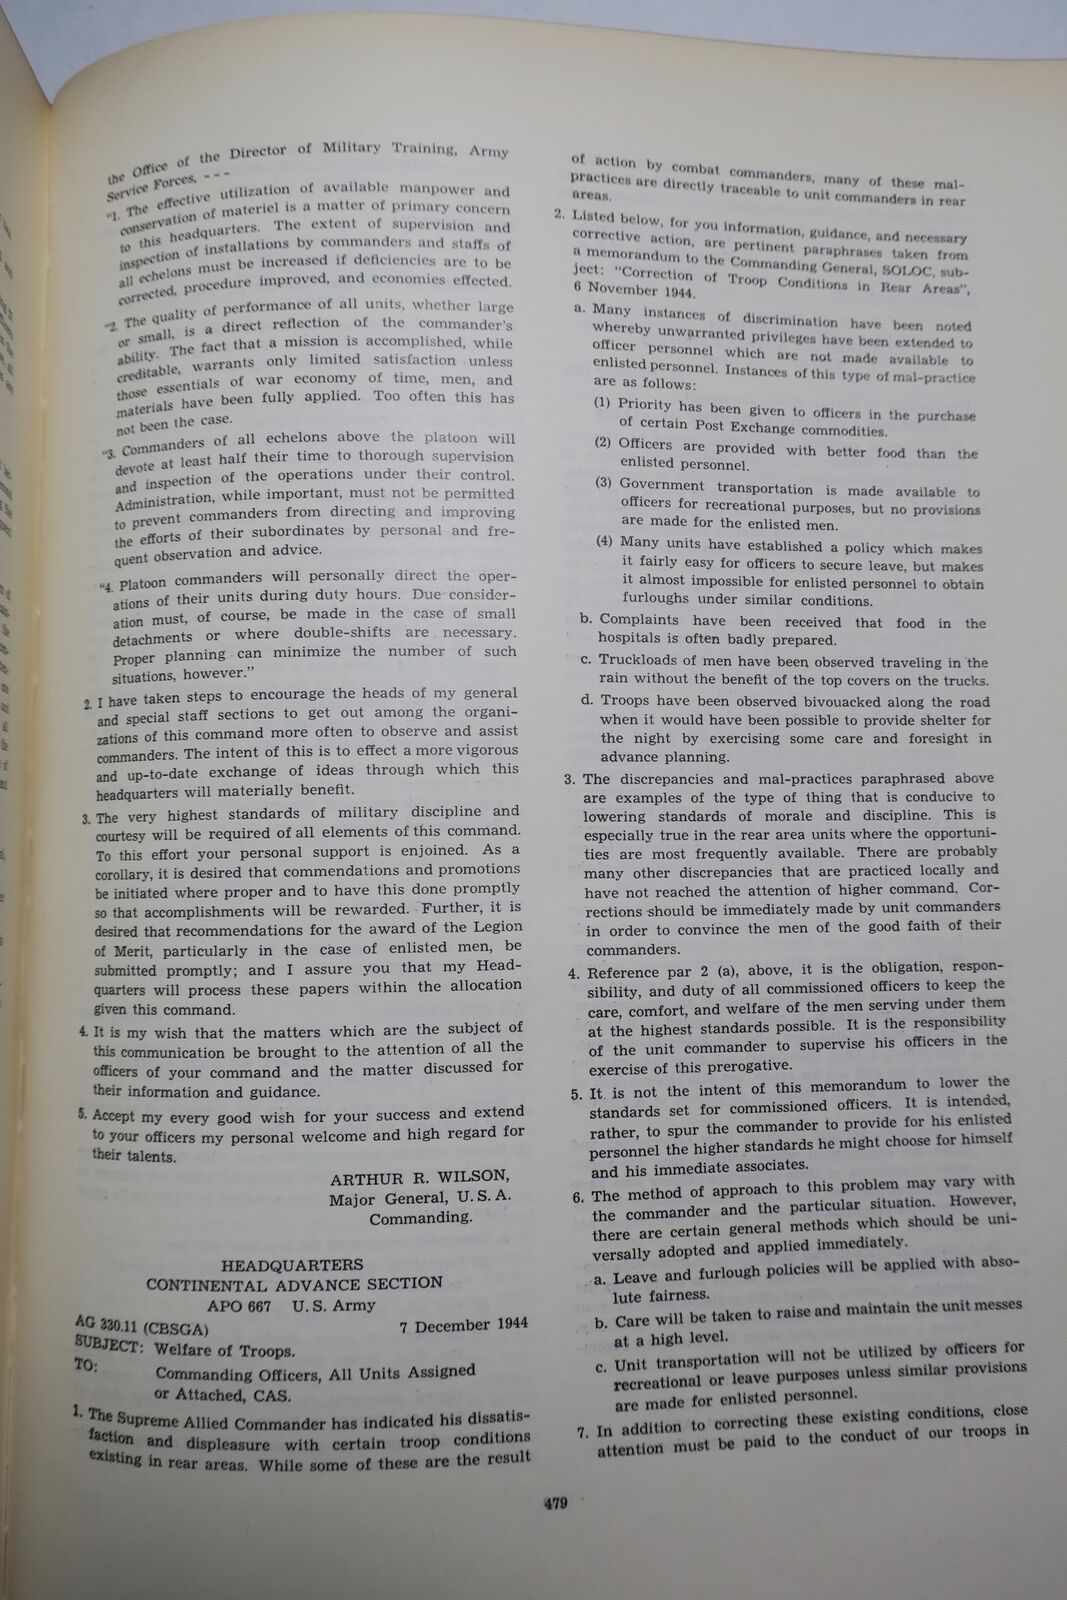 the Office of the Director of Military Training, Army
Service Forces, - - -
"1. The effective utilization of available manpower and
conservation of materiel is a matter of primary concern
to this headquarters. The extent of supervision and
inspection of installations by commanders and staffs of
all echelons must be increased if deficiencies are to be
corrected, procedure improved, and economies effected.
"2. The quality of performance of all units, whether large
or small, is a direct reflection of the commander's
ability. The fact that a mission is accomplished, while
creditable, warrants only limited satisfaction unless
those essentials of war economy of time, men, and
materials have been fully applied. Too often this has
not been the case.
"3. Commanders of all echelons above the platoon will
devote at least half their time to thorough supervision
and inspection of the operations under their control.
Administration, while important, must not be permitted
to prevent commanders from directing and improving
the efforts of their subordinates by personal and fre-
quent observation and advice.
"4. Platoon commanders will personally direct the oper-
ations of their units during duty hours. Due consider-
ation must, of course, be made in the case of small
detachments or where double-shifts are necessary.
Proper planning can minimize the number of such
situations, however."
2. I have taken steps to encourage the heads of my general
and special staff sections to get out among the organi-
zations of this command more often to observe and assist
commanders. The intent of this is to effect a more vigorous
and up-to-date exchange of ideas through which this
headquarters will materially benefit.
3. The very highest standards of military discipline and
courtesy will be required of all elements of this command.
To this effort your personal support is enjoined. As a
corollary, it is desired that commendations and promotions
be initiated where proper and to have this done promptly
so that accomplishments will be rewarded. Further, it is
desired that recommendations for the award of the Legion
of Merit, particularly in the case of enlisted men, be
submitted promptly; and I assure you that my Head-
quarters will process these papers within the allocation
given this command.
4. It is my wish that the matters which are the subject of
this communication be brought to the attention of all the
officers of your command and the matter discussed for
their information and guidance.
5. Accept my every good wish for your success and extend
to your officers my personal welcome and high regard for
their talents.
ARTHUR R. WILSON,
Major General, U. S. A.
Commanding.
HEADQUARTERS
CONTINENTAL ADVANCE SECTION
APO 667 U. S. Army
AG 330.11 (CBSGA) 7 December 1944
SUBJECT: Welfare of Troops.
TO: Commanding Officers, All Units Assigned
or Attached, CAS.
1. The Supreme Allied Commander has indicated his dissatis-
faction and displeasure with certain troop conditions
existing in rear areas. While some of these are the result
of action by combat commanders, many of these mal-
practices are directly traceable to unit commanders in rear
areas.
2. Listed below, for you information, guidance, and necessary
corrective action, are pertinent paraphrases taken from
a memorandum to the Commanding General, SOLOC, sub-
ject: "Correction of Troop Conditions in Rear Areas",
6 November 1944.
a. Many instances of discrimination have been noted
whereby unwarranted privileges have been extended to
officer personnel which are not made available to
enlisted personnel. Instances of this type of mal-practice
are as follows:
(1) Priority has been given to officers in the purchase
of certain Post Exchange commodities.
(2) Officers are provided with better food than the
enlisted personnel.
(3) Government transportation is made available to
officers for recreational purposes, but no provisions
are made for the enlisted men.
(4) Many units have established a policy which makes
it fairly easy for officers to secure leave, but makes
it almost impossible for enlisted personnel to obtain
furloughs under similar conditions.
b. Complaints have been received that food in the
hospitals is often badly prepared.
c. Truckloads of men have been observed traveling in the
rain without the benefit of the top covers on the trucks.
d. Troops have been observed bivouacked along the road
when it would have been possible to provide shelter for
the night by exercising some care and foresight in
advance planning.
3. The discrepancies and mal-practices paraphrased above
are examples of the type of thing that is conducive to
lowering standards of morale and discipline. This is
especially true in the rear area units where the opportuni-
ties are most frequently available. There are probably
many other discrepancies that are practiced locally and
have not reached the attention of higher command. Cor-
rections should be immediately made by unit commanders
in order to convince the men of the good faith of their
commanders.
4. Reference par 2 (a), above, it is the obligation, respon-
sibility, and duty of all commissioned officers to keep the
care, comfort, and welfare of the men serving under them
at the highest standards possible. It is the responsibility
of the unit commander to supervise his officers in the
exercise of this prerogative.
5. It is not the intent of this memorandum to lower the
standards set for commissioned officers. It is intended,
rather, to spur the commander to provide for his enlisted
personnel the higher standards he might choose for himself
and his immediate associates.
6. The method of approach to this problem may vary with
the commander and the particular situation. However,
there are certain general methods which should be uni-
versally adopted and applied immediately.
a. Leave and furlough policies will be applied with abso-
lute fairness.
b. Care will be taken to raise and maintain the unit messes
at a high level.
c. Unit transportation will not be utilized by officers for
recreational or leave purposes unless similar provisions
are made for enlisted personnel.
7. In addition to correcting these existing conditions, close
attention must be paid to the conduct of our troops in
479